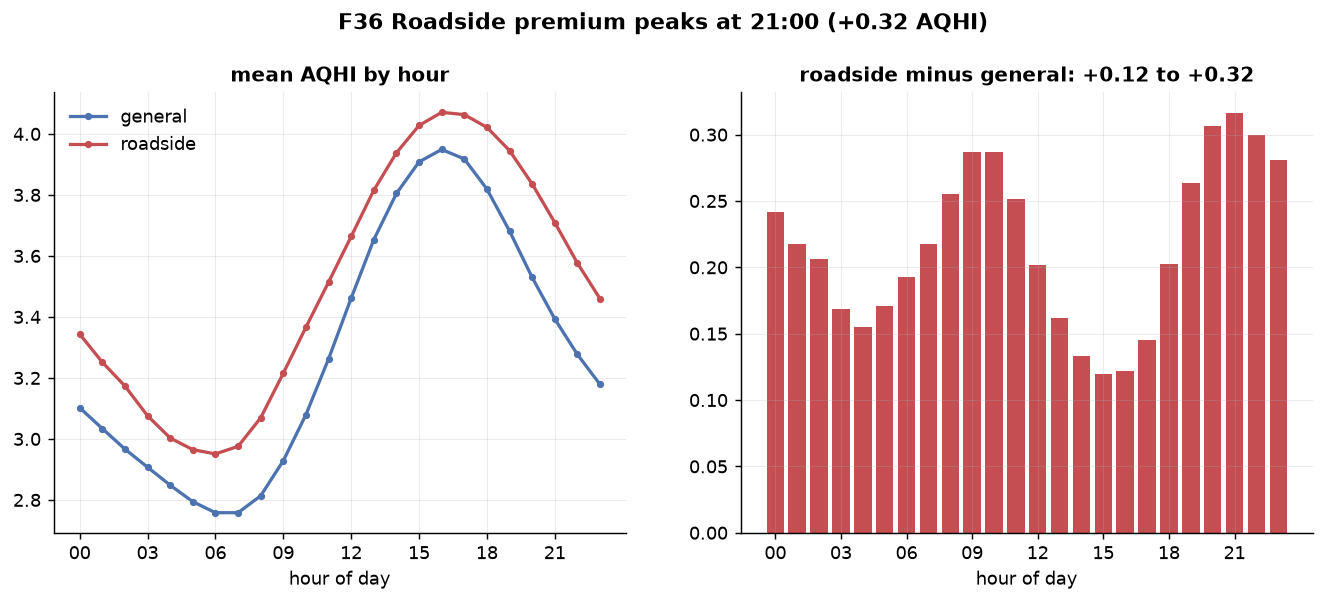 F36 Roadside premium peaks at 21:00 (+0.32 AQHI)
mean AQHI by hour
general
roadside
4.0
3.8
3.6
3.4
3.2
3.0
2.8
00 03 06 09 12 15 18 21
hour of day
roadside minus general: +0.12 to +0.32
0.30
0.25
0.20
0.15
0.10
0.05
0.00
00 03 06 09 12 15 18 21
hour of day